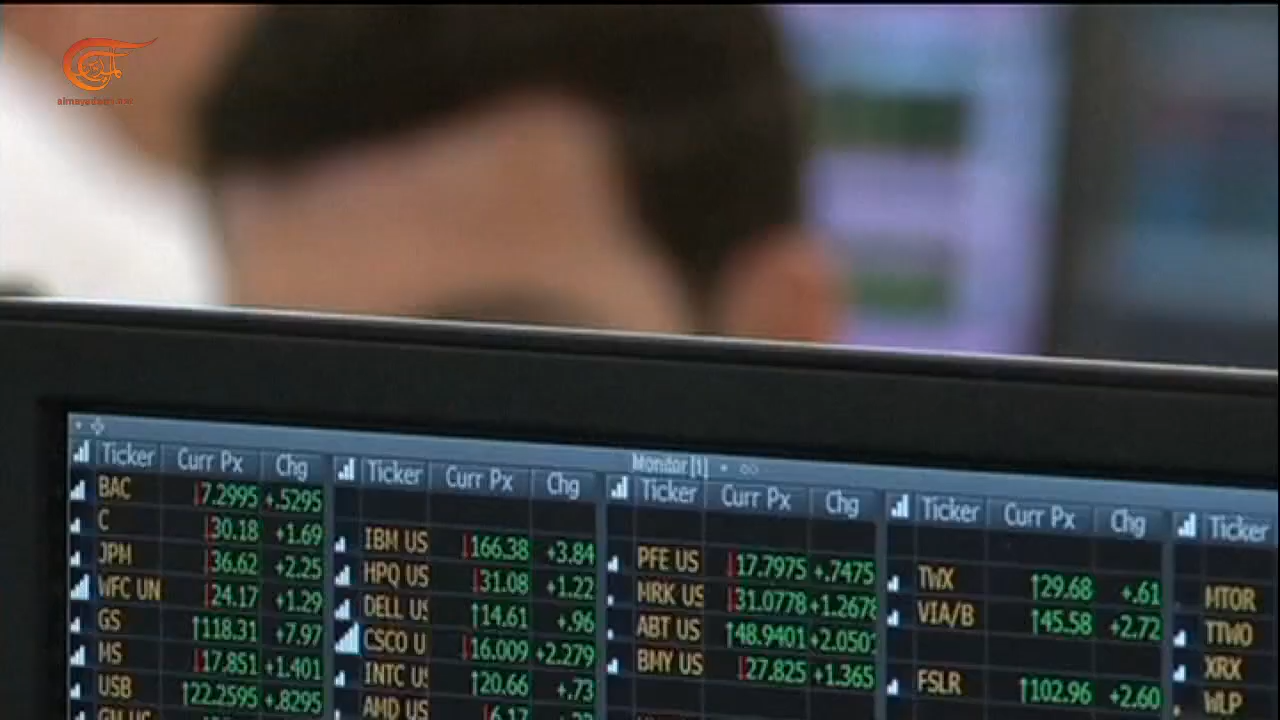 الميادين
almayadeen.net
Monitor[1]
Ticker Curr Px Chg
BAC 7.2995 +.5295
C 30.18 +1.69
JPM 36.62 +2.25
WFC UN 24.17 +1.29
GS ↑118.31 +7.97
MS 17.851 +1.401
USB ↑22.2595 +.8295
Ticker Curr Px Chg
IBM US 166.38 +3.84
HPQ US 31.08 +1.22
DELL US ↑14.61 +.96
CSCO U 16.009 +2.279
INTC US ↑20.66 +.73
AMD US 6.17
Ticker Curr Px Chg
PFE US 17.7975 +.7475
MRK US 31.0778 +1.2678
ABT US ↑48.9401 +2.0501
BMY US 27.825 +1.365
Ticker Curr Px Chg
TWX ↑29.68 +.61
VIA/B ↑45.58 +2.72
FSLR ↑102.96 +2.60
Ticker
MTOR
TTWO
XRX
WLP